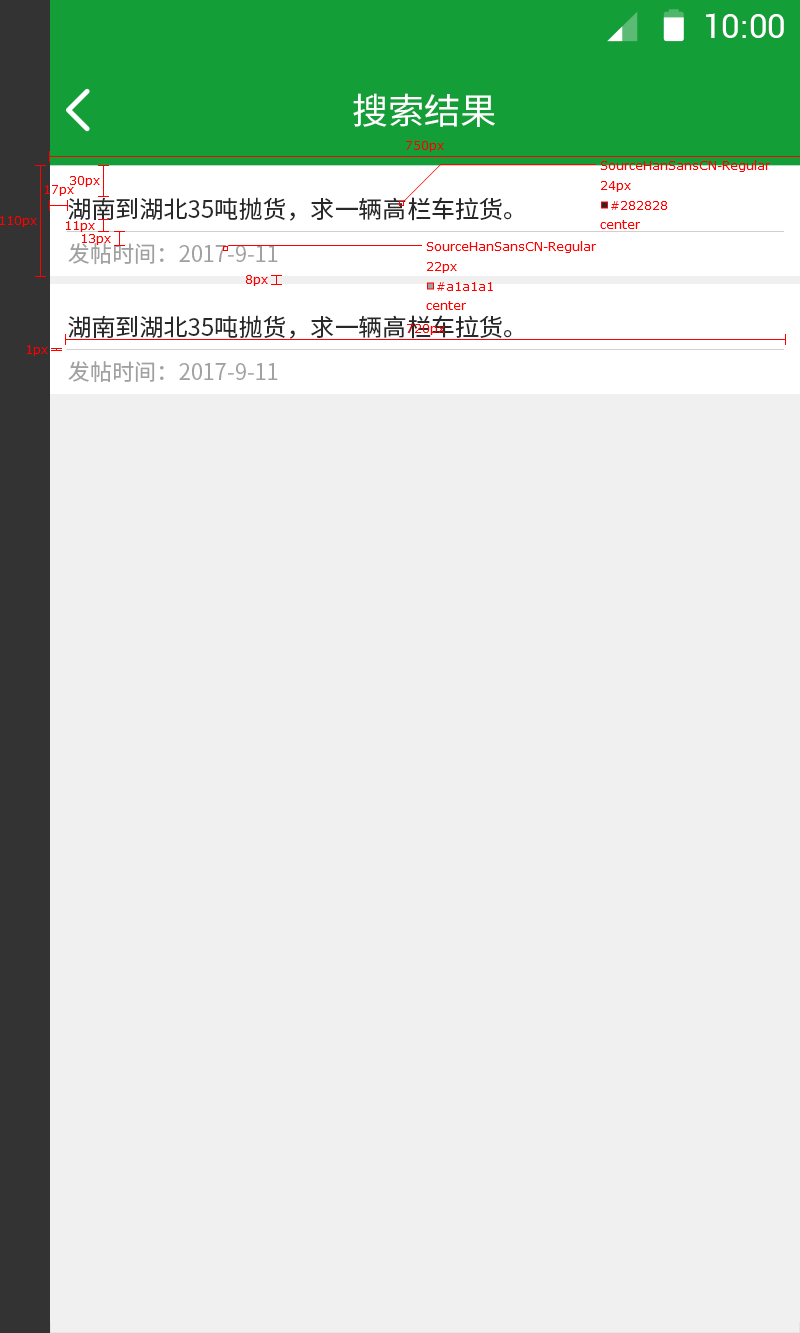 10:00
搜索结果
750px
SourceHanSansCN-Regular
30px
24px
17px
#282828
湖南到湖北35吨抛货，求一辆高栏车拉货。
110px
11px
center
13px
SourceHanSansCN-Regular
发帖时间：2017-9-11
22px
8px
#a1a1a1
center
湖南到湖北35吨抛货，求一辆高栏车拉货。
720px
1px
发帖时间：2017-9-11